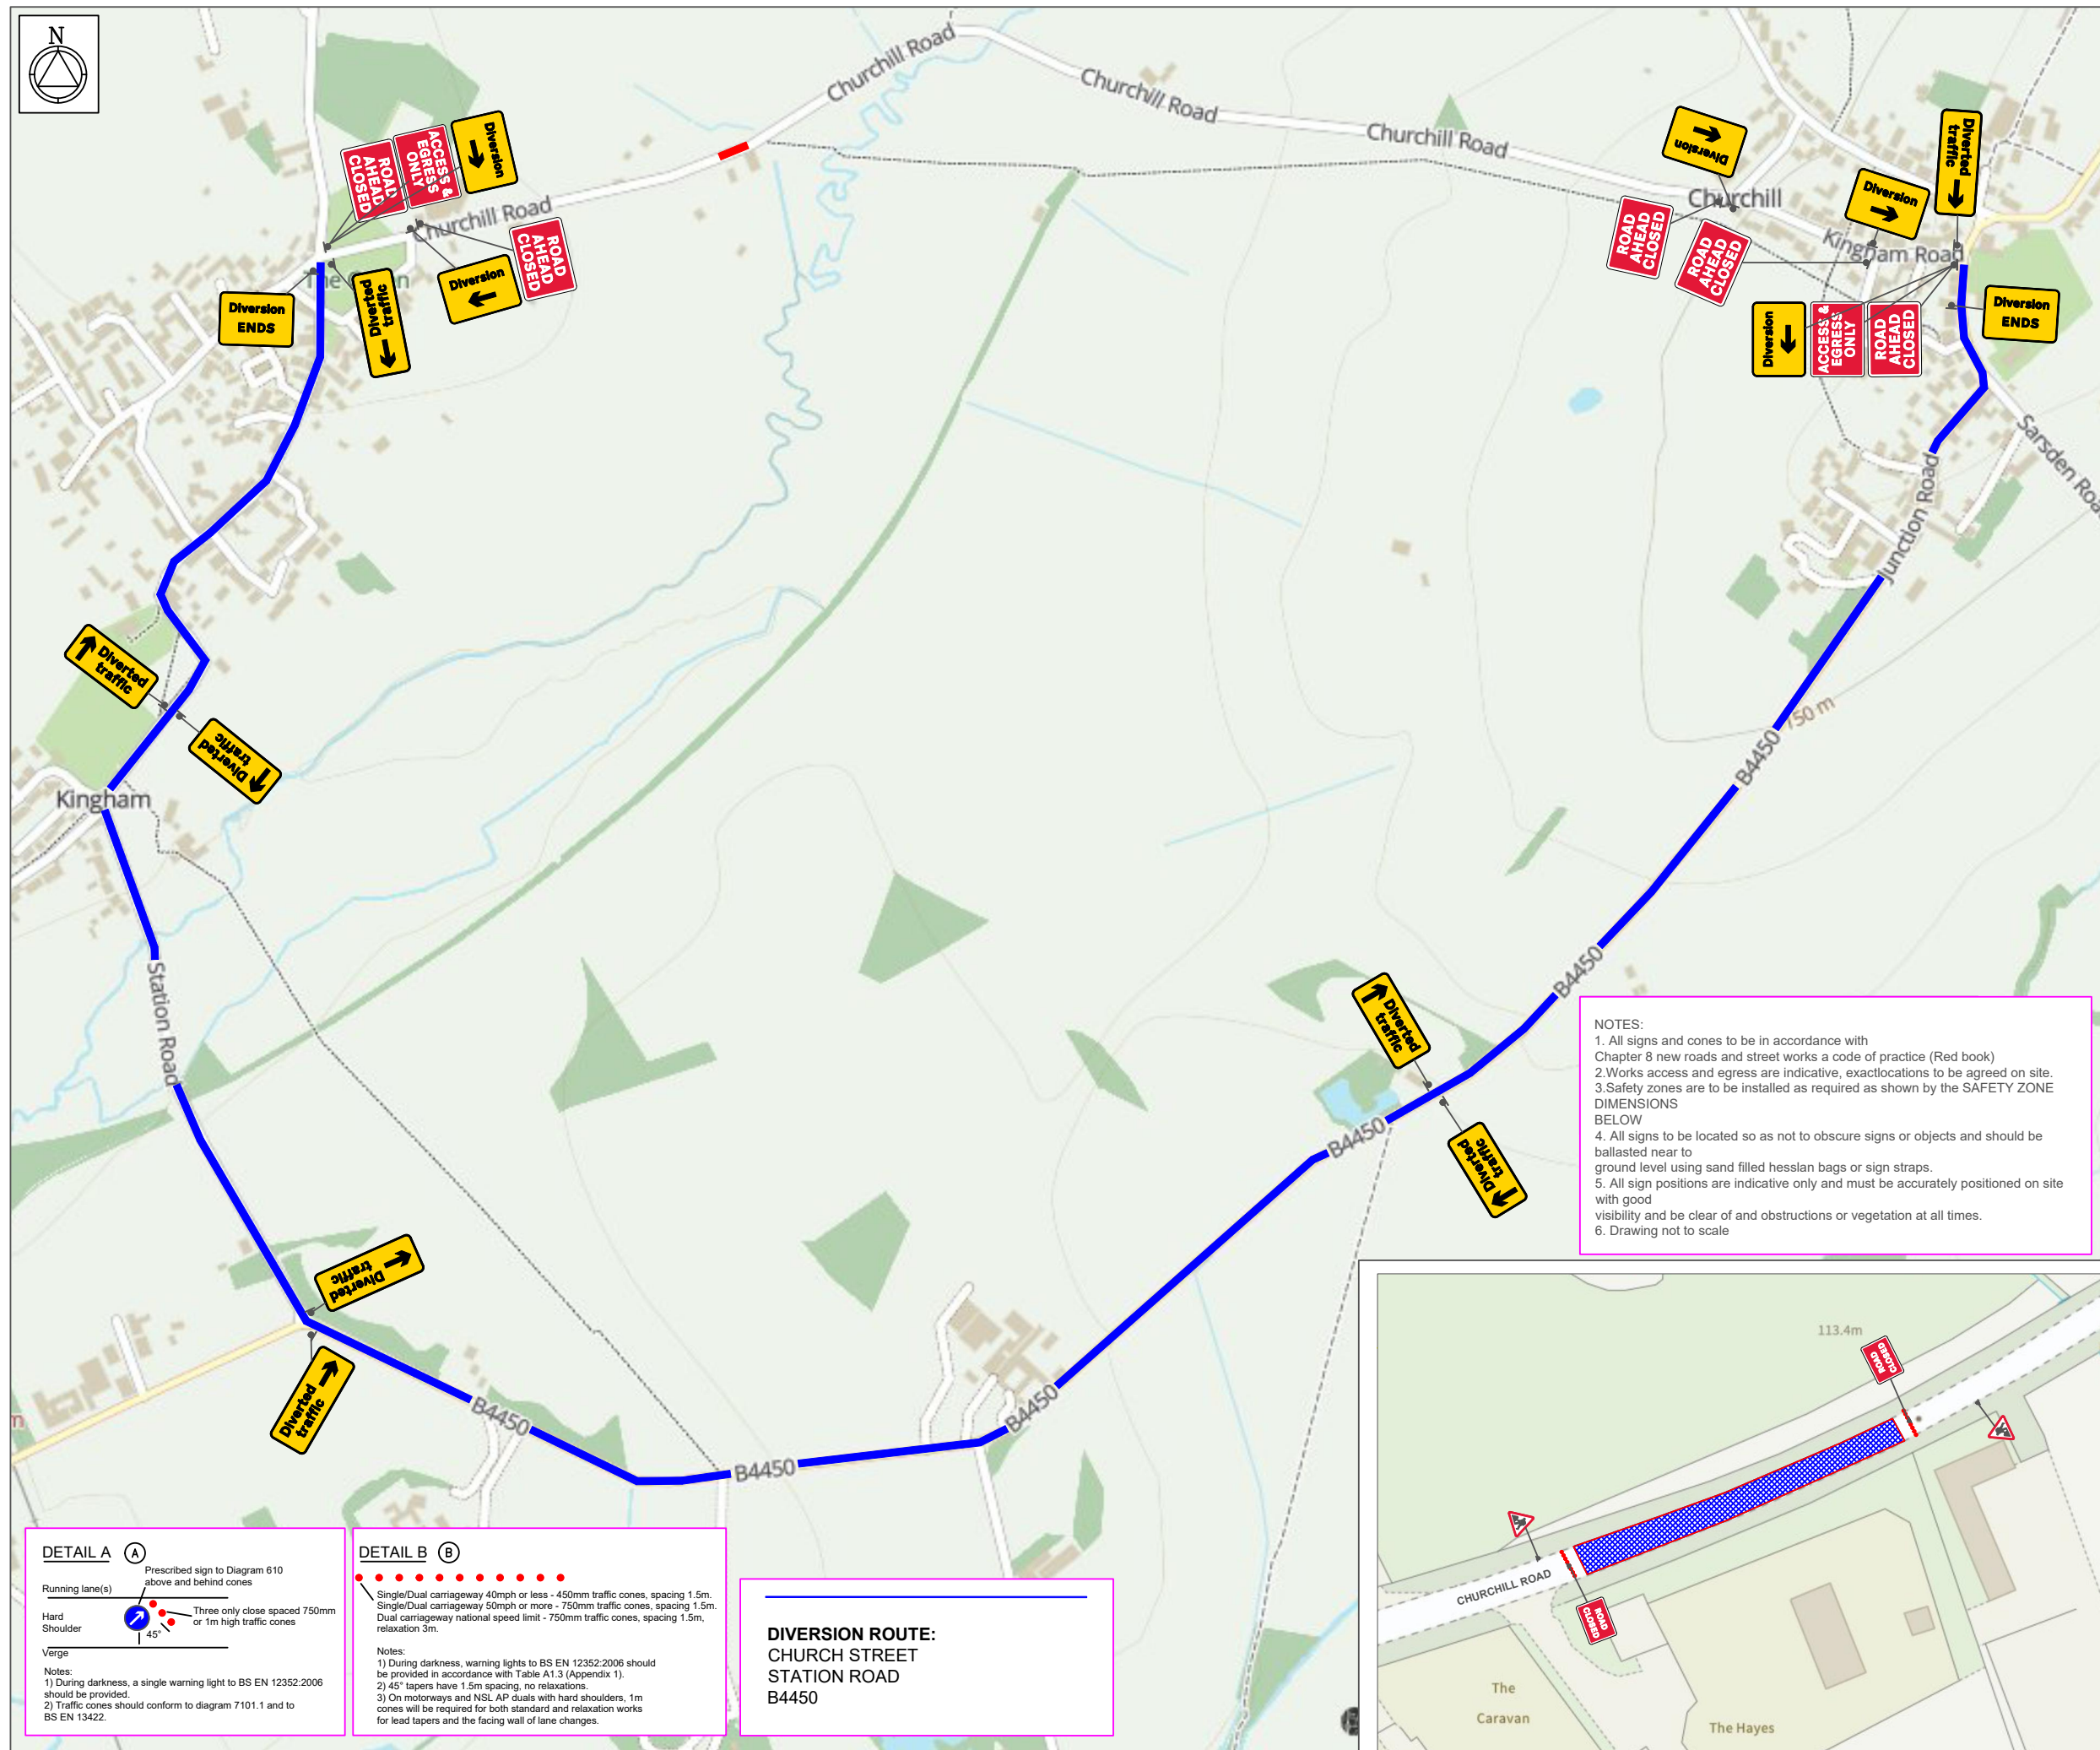 N
Churchill Road
Churchill Road
Churchill Road
Churchill Road
Diversion
ACCESS &
EGRESS
ONLY
ROAD
AHEAD
CLOSED
ROAD
AHEAD
CLOSED
Diversion
Diverted
traffic
Diversion
ENDS
Diversion
Churchill
Diversion
Diverted
traffic
Kingham Road
ROAD
AHEAD
CLOSED
ROAD
AHEAD
CLOSED
Diversion
ACCESS &
EGRESS
ONLY
ROAD
AHEAD
CLOSED
Diversion
ENDS
Sarsden Roa
Junction Road
150 m
B4450
B4450
B4450
B4450
B4450
B4450
Diverted
traffic
Diverted
traffic
Kingham
Station Road
Diverted
traffic
Diverted
traffic
Diverted
traffic
Diverted
traffic
m
NOTES:
1. All signs and cones to be in accordance with
Chapter 8 new roads and street works a code of practice (Red book)
2.Works access and egress are indicative, exactlocations to be agreed on site.
3.Safety zones are to be installed as required as shown by the SAFETY ZONE
DIMENSIONS
BELOW
4. All signs to be located so as not to obscure signs or objects and should be
ballasted near to
ground level using sand filled hesslan bags or sign straps.
5. All sign positions are indicative only and must be accurately positioned on site
with good
visibility and be clear of and obstructions or vegetation at all times.
6. Drawing not to scale
113.4m
ROAD
CLOSED
CHURCHILL ROAD
ROAD
CLOSED
The
Caravan
The Hayes
DETAIL A A
Prescribed sign to Diagram 610
above and behind cones
Running lane(s)
Three only close spaced 750mm
or 1m high traffic cones
Hard
Shoulder
45°
Verge
Notes:
1) During darkness, a single warning light to BS EN 12352:2006
should be provided.
2) Traffic cones should conform to diagram 7101.1 and to
BS EN 13422.
DETAIL B B
Single/Dual carriageway 40mph or less - 450mm traffic cones, spacing 1.5m.
Single/Dual carriageway 50mph or more - 750mm traffic cones, spacing 1.5m.
Dual carriageway national speed limit - 750mm traffic cones, spacing 1.5m,
relaxation 3m.
Notes:
1) During darkness, warning lights to BS EN 12352:2006 should
be provided in accordance with Table A1.3 (Appendix 1).
2) 45° tapers have 1.5m spacing, no relaxations.
3) On motorways and NSL AP duals with hard shoulders, 1m
cones will be required for both standard and relaxation works
for lead tapers and the facing wall of lane changes.
DIVERSION ROUTE:
CHURCH STREET
STATION ROAD
B4450